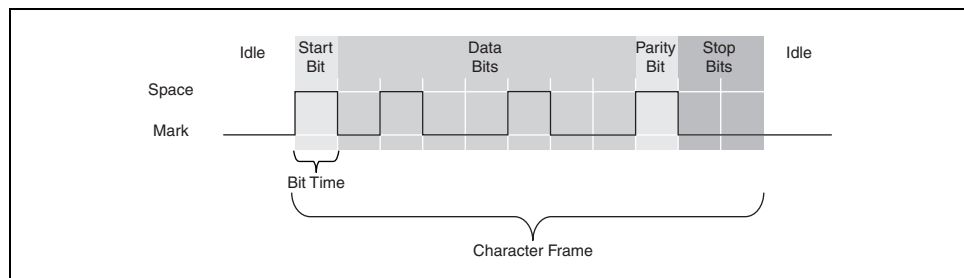 Idle
Start
Bit
Data
Bits
Parity
Bit
Stop
Bits
Idle
Space
Mark
Bit Time
Character Frame